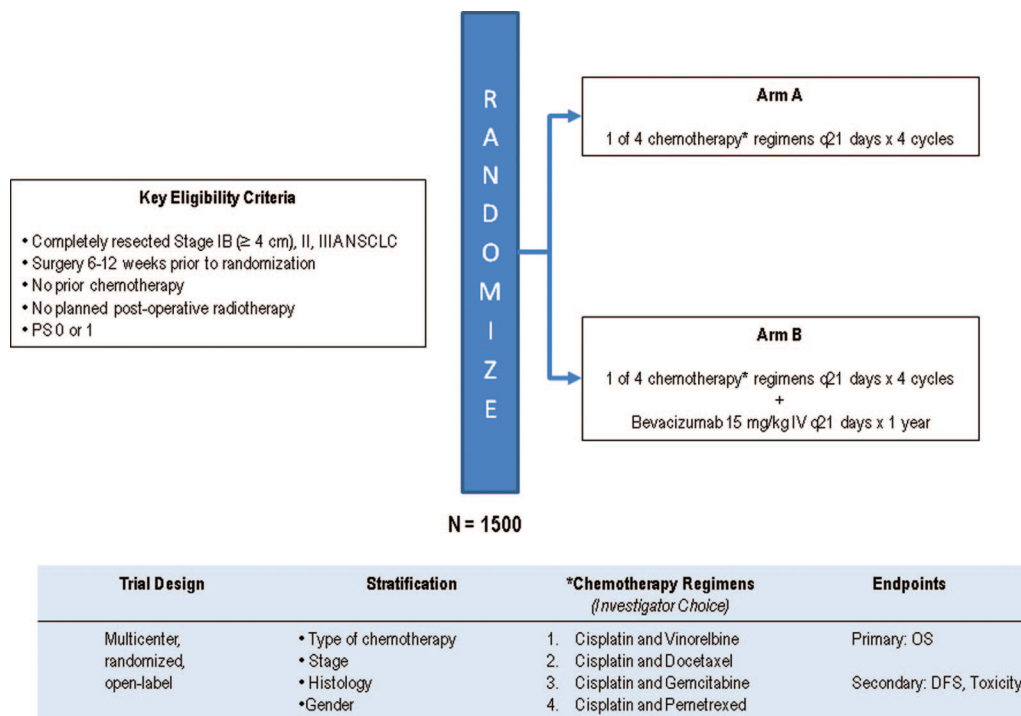 RANDOMIZE
Arm A
1 of 4 chemotherapy* regimens q21 days x 4 cycles
Key Eligibility Criteria
• Completely resected Stage IB (≥ 4 cm), II, IIIANSCLC
• Surgery 6-12 weeks prior to randomization
• No prior chemotherapy
• No planned post-operative radiotherapy
• PS 0 or 1
Arm B
1 of 4 chemotherapy* regimens q21 days x 4 cycles
+
Bevacizumab 15 mg/kg IV q21 days x 1 year
N = 1500
Trial Design
Multicenter,
randomized,
open-label
Stratification
• Type of chemotherapy
• Stage
• Histology
•Gender
*Chemotherapy Regimens
(Investigator Choice)
1. Cisplatin and Vinorelbine
2. Cisplatin and Docetaxel
3. Cisplatin and Gemcitabine
4. Cisplatin and Pemetrexed
Endpoints
Primary: OS
Secondary: DFS, Toxicity